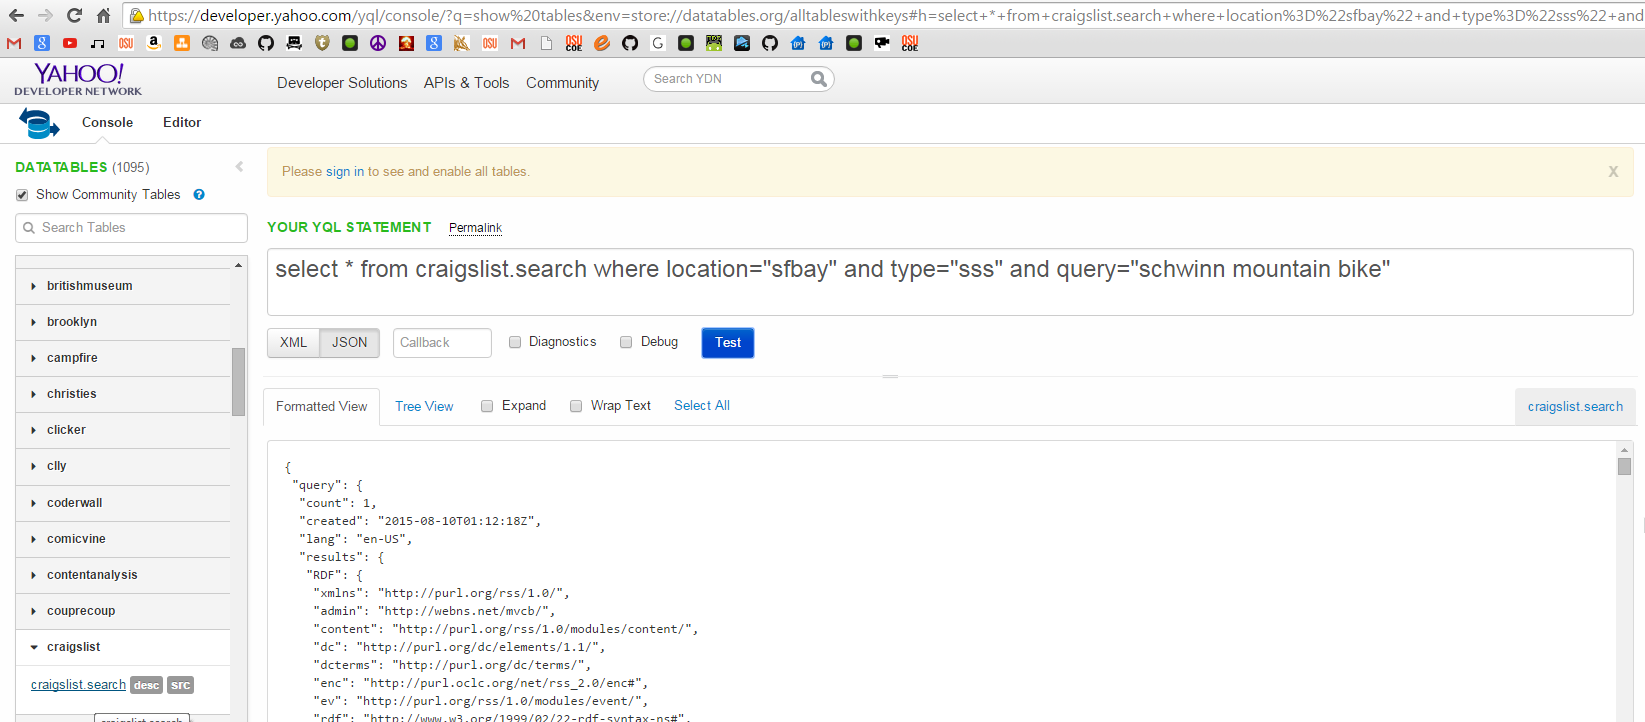 https://developer.yahoo.com/yql/console/?q=show%20tables&env=store://datatables.org/alltableswithkeys#h=select+*+from+craigslist.search+where+location%3D%22sfbay%22+and+type%3D%22sss%22+and
YAHOO!
DEVELOPER NETWORK
Developer Solutions APIs & Tools Community
Search YDN
Console Editor
DATATABLES (1095)
Show Community Tables
Search Tables
britishmuseum
brooklyn
campfire
christies
clicker
clly
coderwall
comicvine
contentanalysis
couprecoup
craigslist
craigslist.search desc src
craigslist.search
Please sign in to see and enable all tables.
X
YOUR YQL STATEMENT Permalink
select * from craigslist.search where location="sfbay" and type="sss" and query="schwinn mountain bike"
XML JSON Callback Diagnostics Debug Test
Formatted View Tree View Expand Wrap Text Select All craigslist.search
{
"query": {
"count": 1,
"created": "2015-08-10T01:12:18Z",
"lang": "en-US",
"results": {
"RDF": {
"xmlns": "http://purl.org/rss/1.0/",
"admin": "http://webns.net/mvcb/",
"content": "http://purl.org/rss/1.0/modules/content/",
"dc": "http://purl.org/dc/elements/1.1/",
"dcterms": "http://purl.org/dc/terms/",
"enc": "http://purl.oclc.org/net/rss_2.0/enc#",
"ev": "http://purl.org/rss/1.0/modules/event/",
"rdf": "http://www.w3.org/1999/02/22-rdf-syntax-ns#",